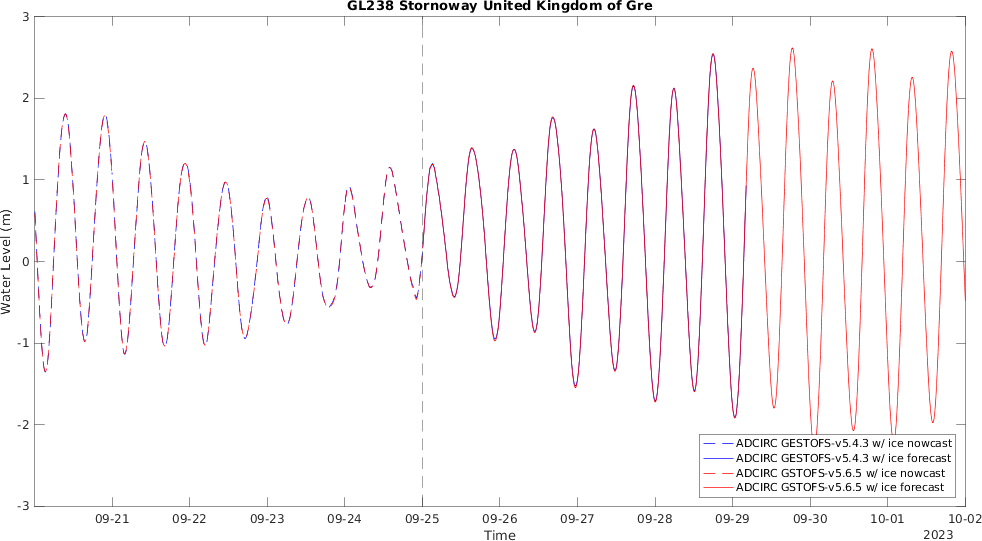 GL238 Stornoway United Kingdom of Gre
3
2
1
0
-1
-2
-3
Water Level (m)
ADCIRC GESTOFS-v5.4.3 w/ ice nowcast
ADCIRC GESTOFS-v5.4.3 w/ ice forecast
ADCIRC GSTOFS-v5.6.5 w/ ice nowcast
ADCIRC GSTOFS-v5.6.5 w/ ice forecast
09-21 09-22 09-23 09-24 09-25 09-26 09-27 09-28 09-29 09-30 10-01 10-02
Time 2023